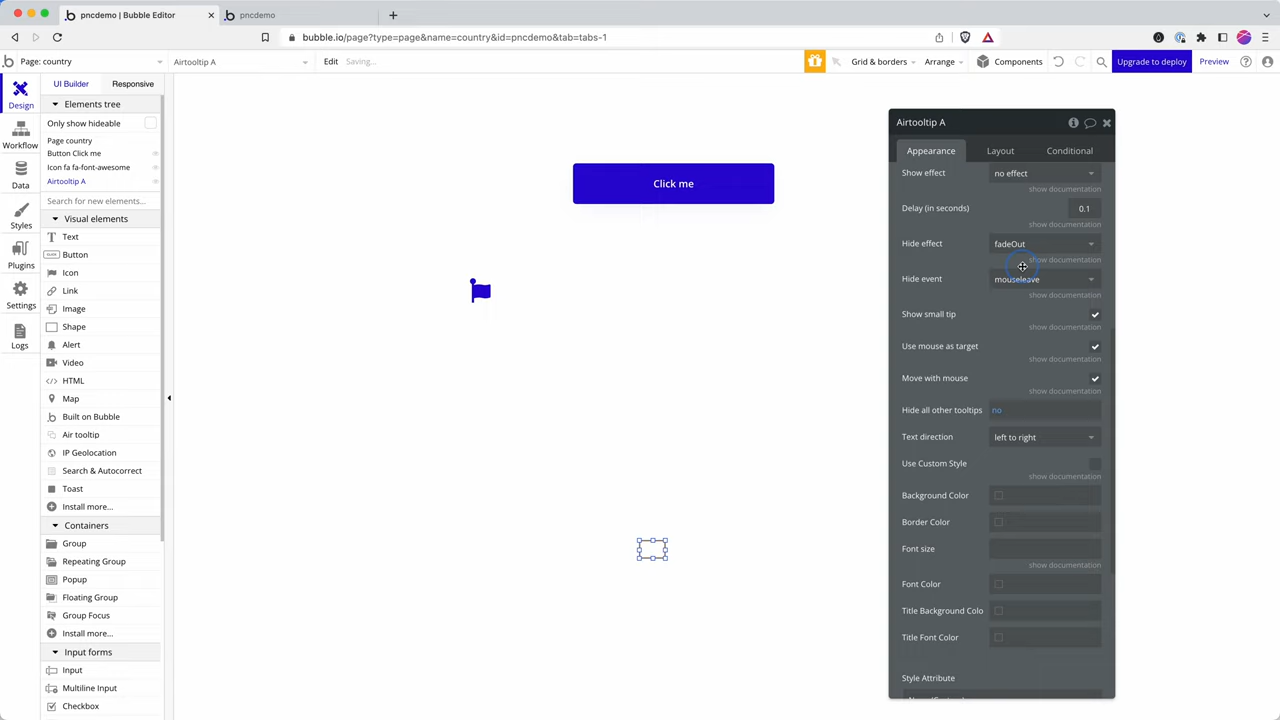 pncdemo | Bubble Editor
pncdemo
bubble.io/page?type=page&name=country&id=pncdemo&tab=tabs-1
Page: country
Airtooltip A
Edit
Saving...
Grid & borders
Arrange
Components
Upgrade to deploy
Preview
Design
Workflow
Data
Styles
Plugins
Settings
Logs
UI Builder
Responsive
Elements tree
Only show hideable
Page country
Button Click me
Icon fa fa-font-awesome
Airtooltip A
Search for new elements...
Visual elements
Text
Button
Icon
Link
Image
Shape
Alert
Video
HTML
Map
Built on Bubble
Air tooltip
IP Geolocation
Search & Autocorrect
Toast
Install more...
Containers
Group
Repeating Group
Popup
Floating Group
Group Focus
Install more...
Input forms
Input
Multiline Input
Checkbox
Click me
Airtooltip A
Appearance
Layout
Conditional
Show effect
no effect
show documentation
Delay (in seconds)
0.1
show documentation
Hide effect
fadeOut
show documentation
Hide event
mouseleave
show documentation
Show small tip
show documentation
Use mouse as target
show documentation
Move with mouse
show documentation
Hide all other tooltips
no
Text direction
left to right
Use Custom Style
show documentation
Background Color
Border Color
Font size
show documentation
Font Color
Title Background Colo
Title Font Color
Style Attribute